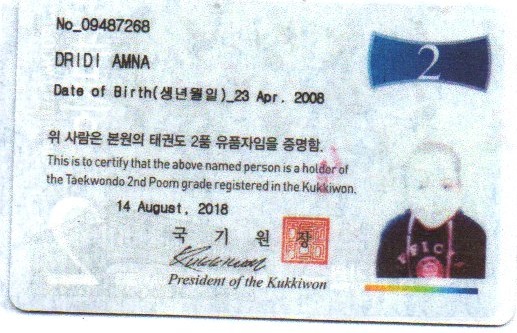 No_09487268
DRIDI AMNA
Date of Birth(생년월일)_23 Apr. 2008
2
위 사람은 본원의 태권도 2품 유품자임을 증명함.
This is to certify that the above named person is a holder of
the Taekwondo 2nd Poom grade registered in the Kukkiwon.
14 August, 2018
국 기 원 장
Kukkiwon
President of the Kukkiwon
2